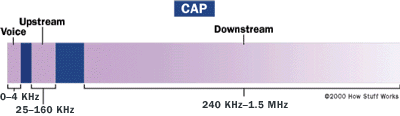 CAP
Upstream
Voice
Downstream
0–4 KHz
25–160 KHz
240 KHz–1.5 MHz
©2000 How Stuff Works